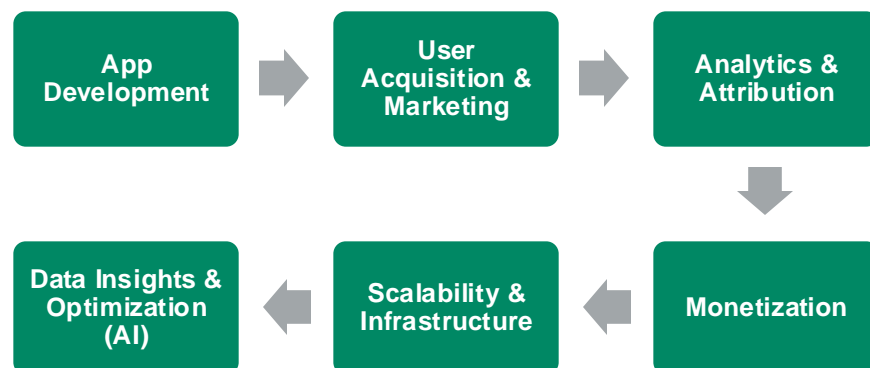 App
Development
User
Acquisition &
Marketing
Analytics &
Attribution
Data Insights &
Optimization
(AI)
Scalability &
Infrastructure
Monetization